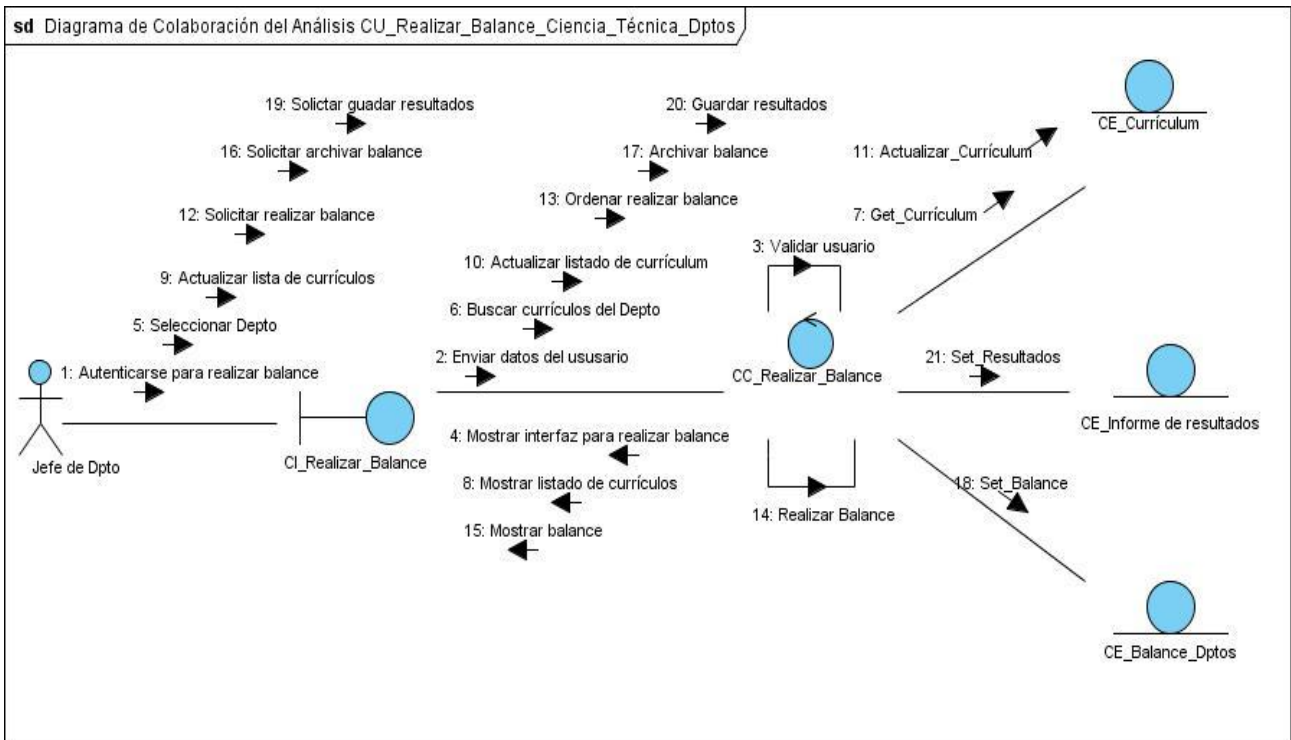 sd Diagrama de Colaboración del Análisis CU_Realizar_Balance_Ciencia_Técnica_Dptos
19: Solictar guadar resultados
20: Guardar resultados
16: Solicitar archivar balance
17: Archivar balance
12: Solicitar realizar balance
13: Ordenar realizar balance
9: Actualizar lista de currículos
10: Actualizar listado de currículum
5: Seleccionar Depto
6: Buscar currículos del Depto
1: Autenticarse para realizar balance
2: Enviar datos del ususario
Jefe de Dpto
CI_Realizar_Balance
4: Mostrar interfaz para realizar balance
8: Mostrar listado de currículos
15: Mostrar balance
3: Validar usuario
CC_Realizar_Balance
14: Realizar Balance
11: Actualizar_Currículum
7: Get_Currículum
CE_Currículum
21: Set_Resultados
CE_Informe de resultados
18: Set_Balance
CE_Balance_Dptos